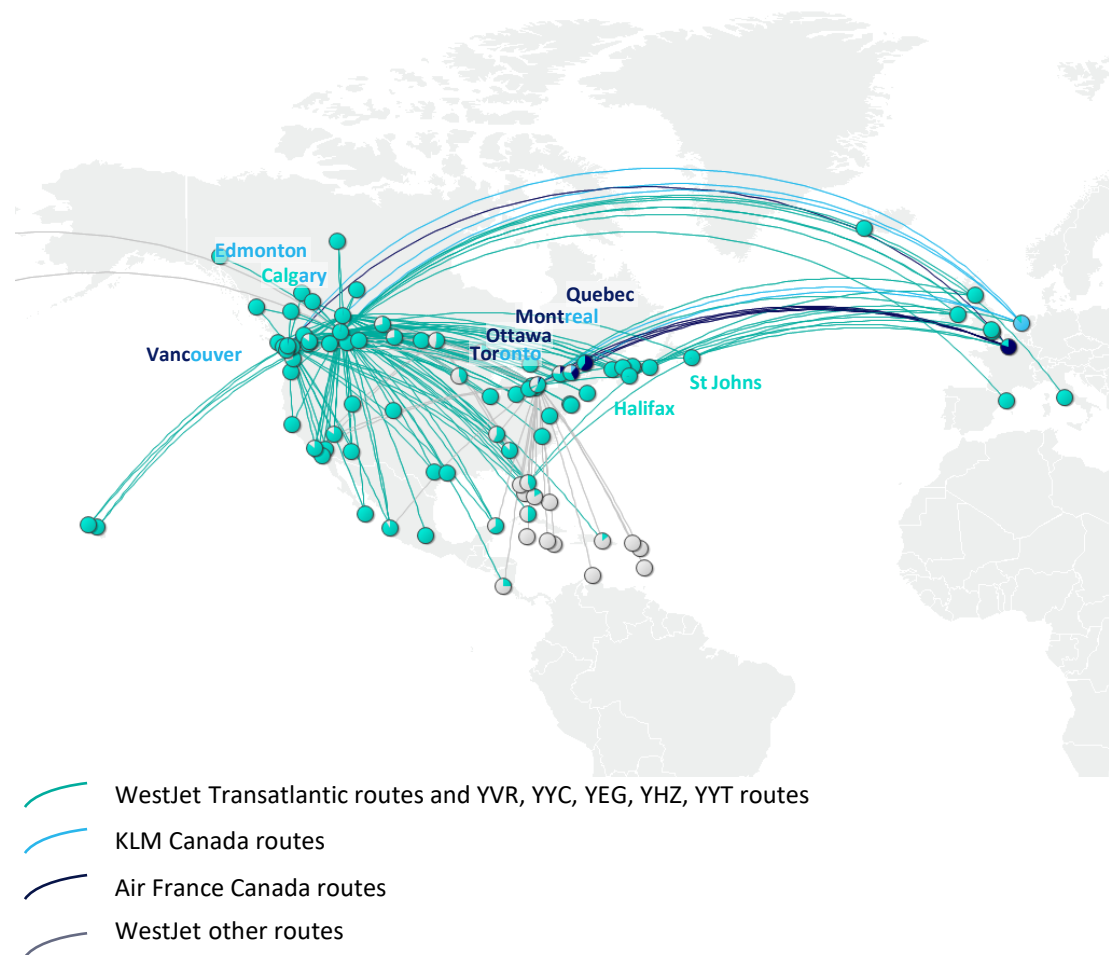 Edmonton
Calgary
Quebec
Montreal
Ottawa
Toronto
Vancouver
St Johns
Halifax
WestJet Transatlantic routes and YVR, YYC, YEG, YHZ, YYT routes
KLM Canada routes
Air France Canada routes
WestJet other routes